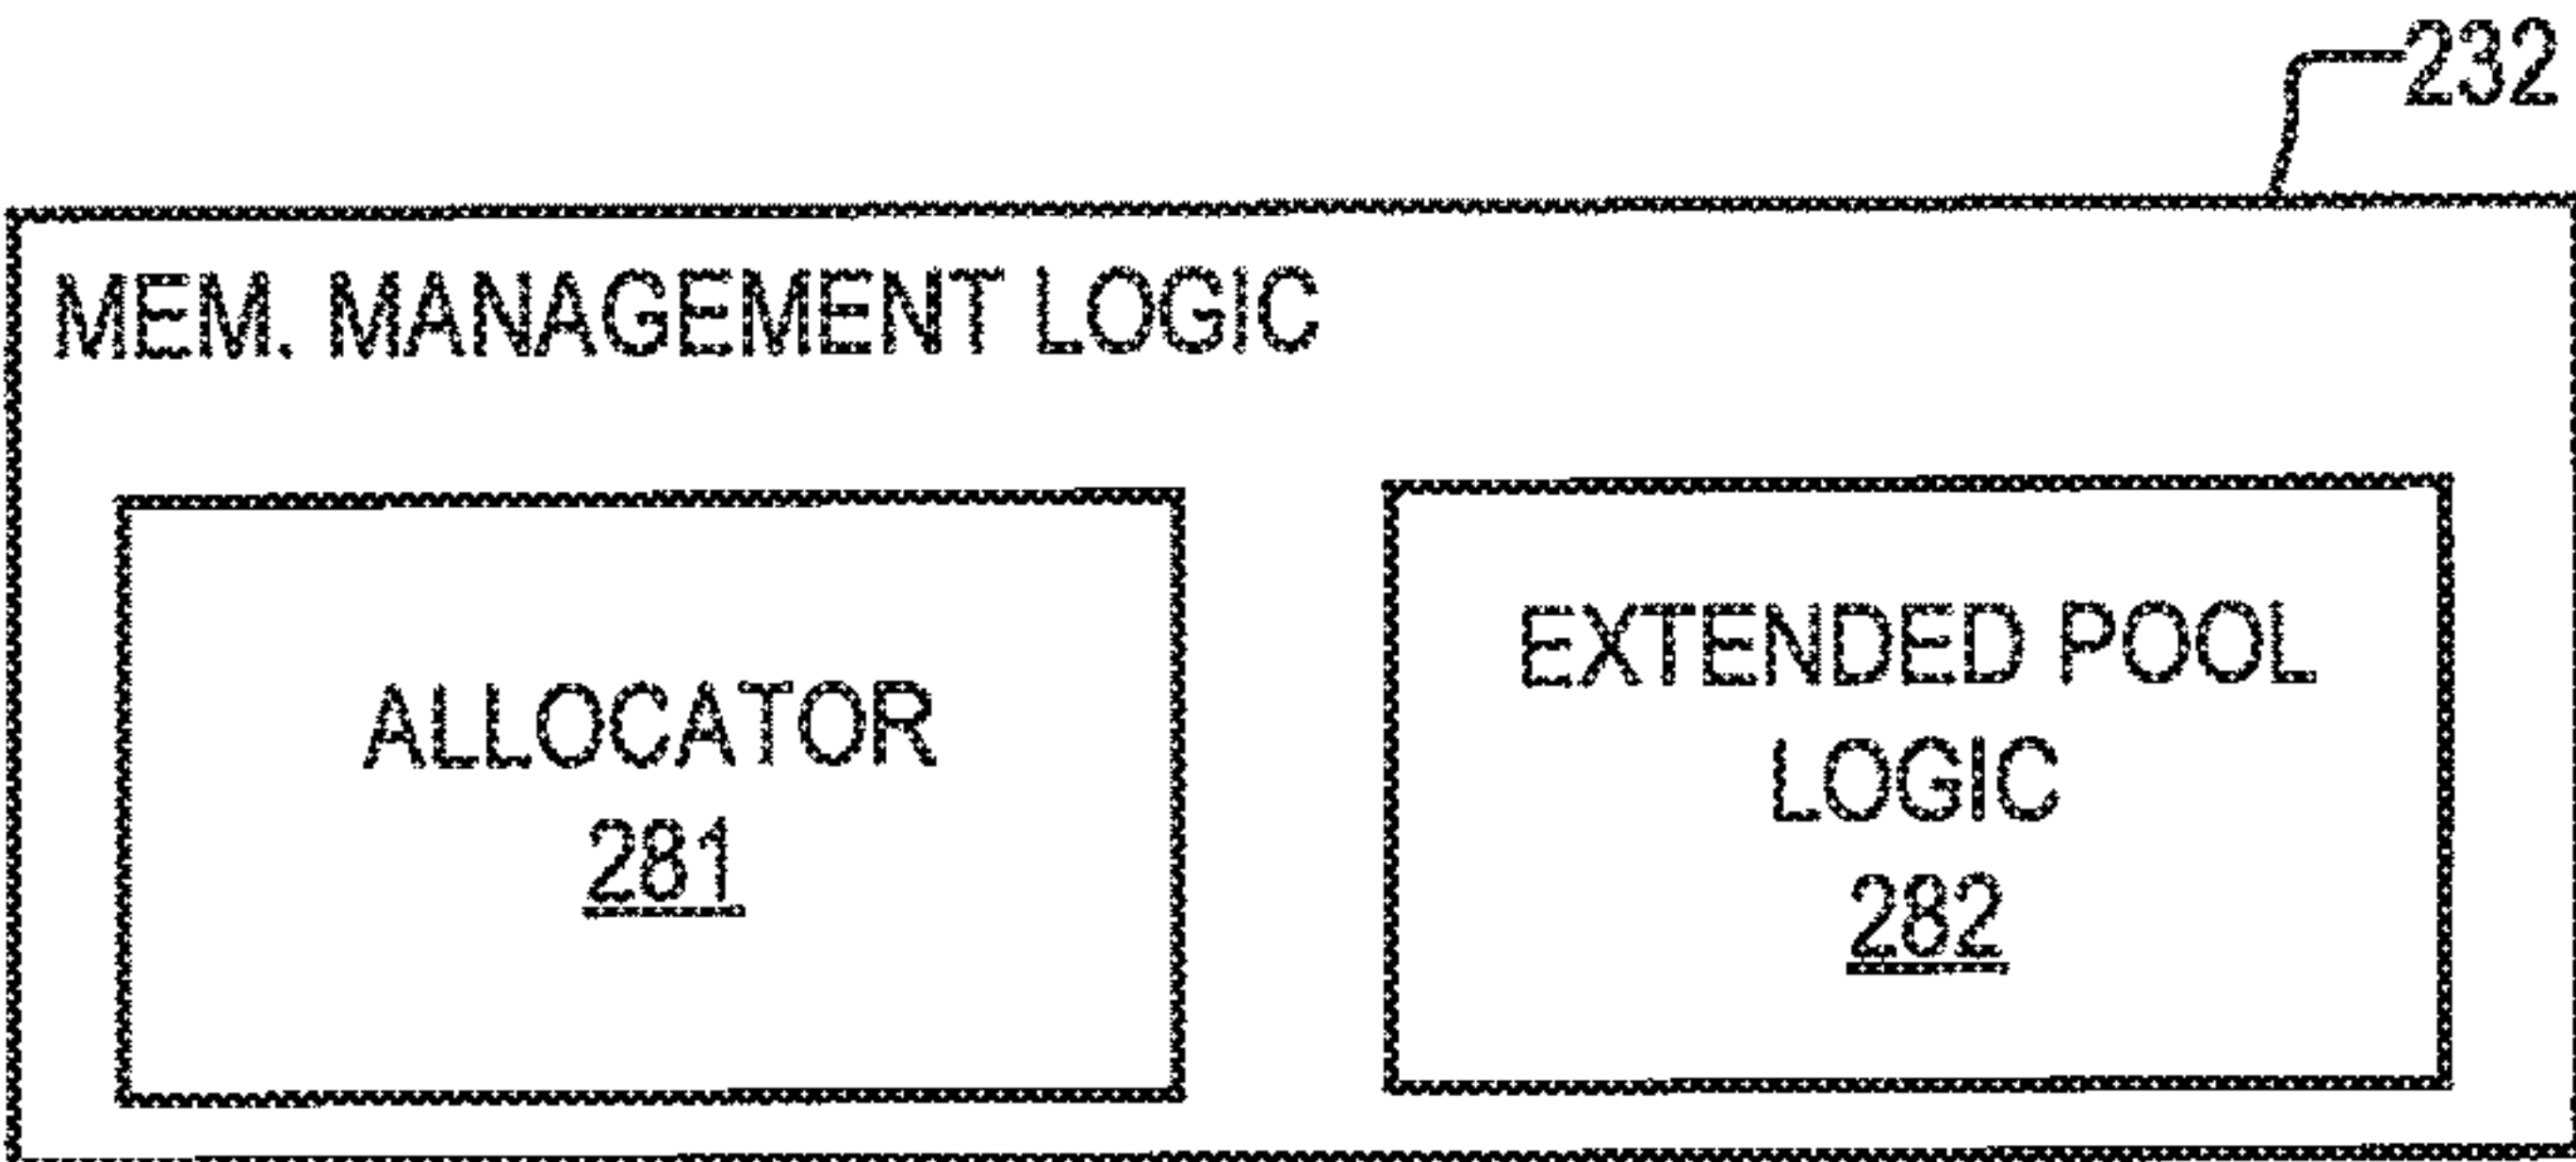 232
MEM. MANAGEMENT LOGIC
ALLOCATOR
281
EXTENDED POOL
LOGIC
282